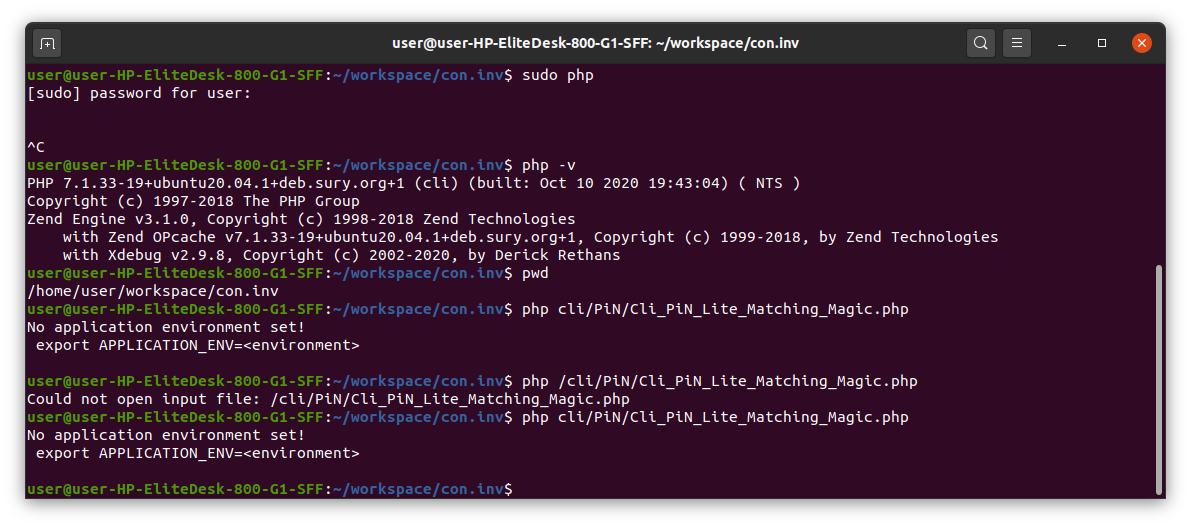 user@user-HP-EliteDesk-800-G1-SFF: ~/workspace/con.inv
user@user-HP-EliteDesk-800-G1-SFF:~/workspace/con.inv$ sudo php
[sudo] password for user:
^C
user@user-HP-EliteDesk-800-G1-SFF:~/workspace/con.inv$ php -v
PHP 7.1.33-19+ubuntu20.04.1+deb.sury.org+1 (cli) (built: Oct 10 2020 19:43:04) ( NTS )
Copyright (c) 1997-2018 The PHP Group
Zend Engine v3.1.0, Copyright (c) 1998-2018 Zend Technologies
    with Zend OPcache v7.1.33-19+ubuntu20.04.1+deb.sury.org+1, Copyright (c) 1999-2018, by Zend Technologies
    with Xdebug v2.9.8, Copyright (c) 2002-2020, by Derick Rethans
user@user-HP-EliteDesk-800-G1-SFF:~/workspace/con.inv$ pwd
/home/user/workspace/con.inv
user@user-HP-EliteDesk-800-G1-SFF:~/workspace/con.inv$ php cli/PiN/Cli_PiN_Lite_Matching_Magic.php
No application environment set!
 export APPLICATION_ENV=<environment>
user@user-HP-EliteDesk-800-G1-SFF:~/workspace/con.inv$ php /cli/PiN/Cli_PiN_Lite_Matching_Magic.php
Could not open input file: /cli/PiN/Cli_PiN_Lite_Matching_Magic.php
user@user-HP-EliteDesk-800-G1-SFF:~/workspace/con.inv$ php cli/PiN/Cli_PiN_Lite_Matching_Magic.php
No application environment set!
 export APPLICATION_ENV=<environment>
user@user-HP-EliteDesk-800-G1-SFF:~/workspace/con.inv$